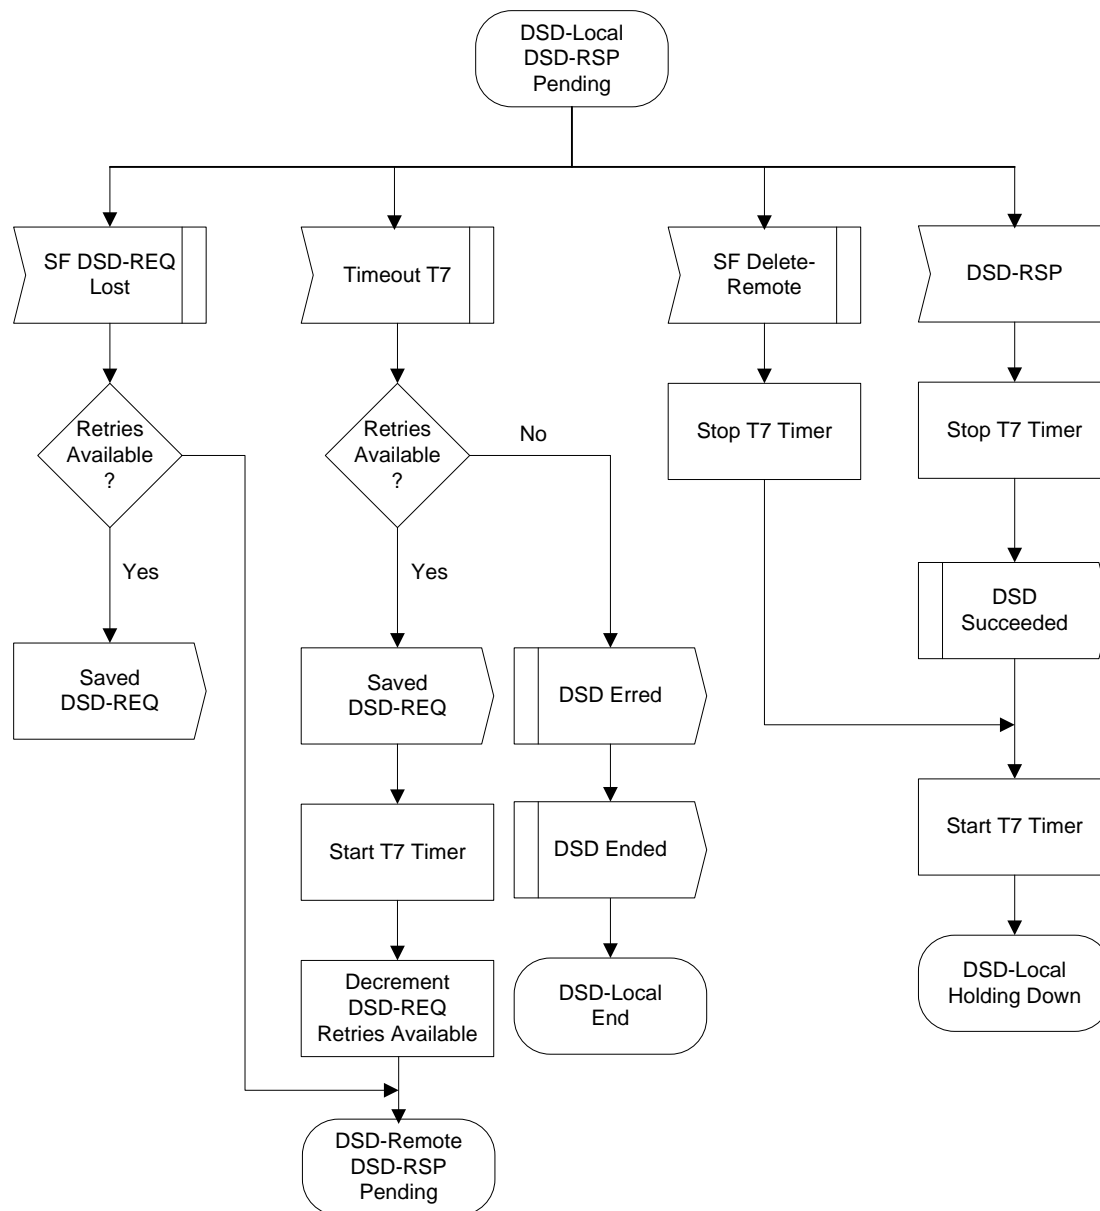 DSD-Local
DSD-RSP
Pending
SF DSD-REQ
Lost
Timeout T7
SF Delete-
Remote
DSD-RSP
Retries
Available
?
Retries
Available
?
No
Stop T7 Timer
Stop T7 Timer
Yes
Yes
DSD
Succeeded
Saved
DSD-REQ
Saved
DSD-REQ
DSD Erred
Start T7 Timer
DSD Ended
Start T7 Timer
Decrement
DSD-REQ
Retries Available
DSD-Local
End
DSD-Local
Holding Down
DSD-Remote
DSD-RSP
Pending